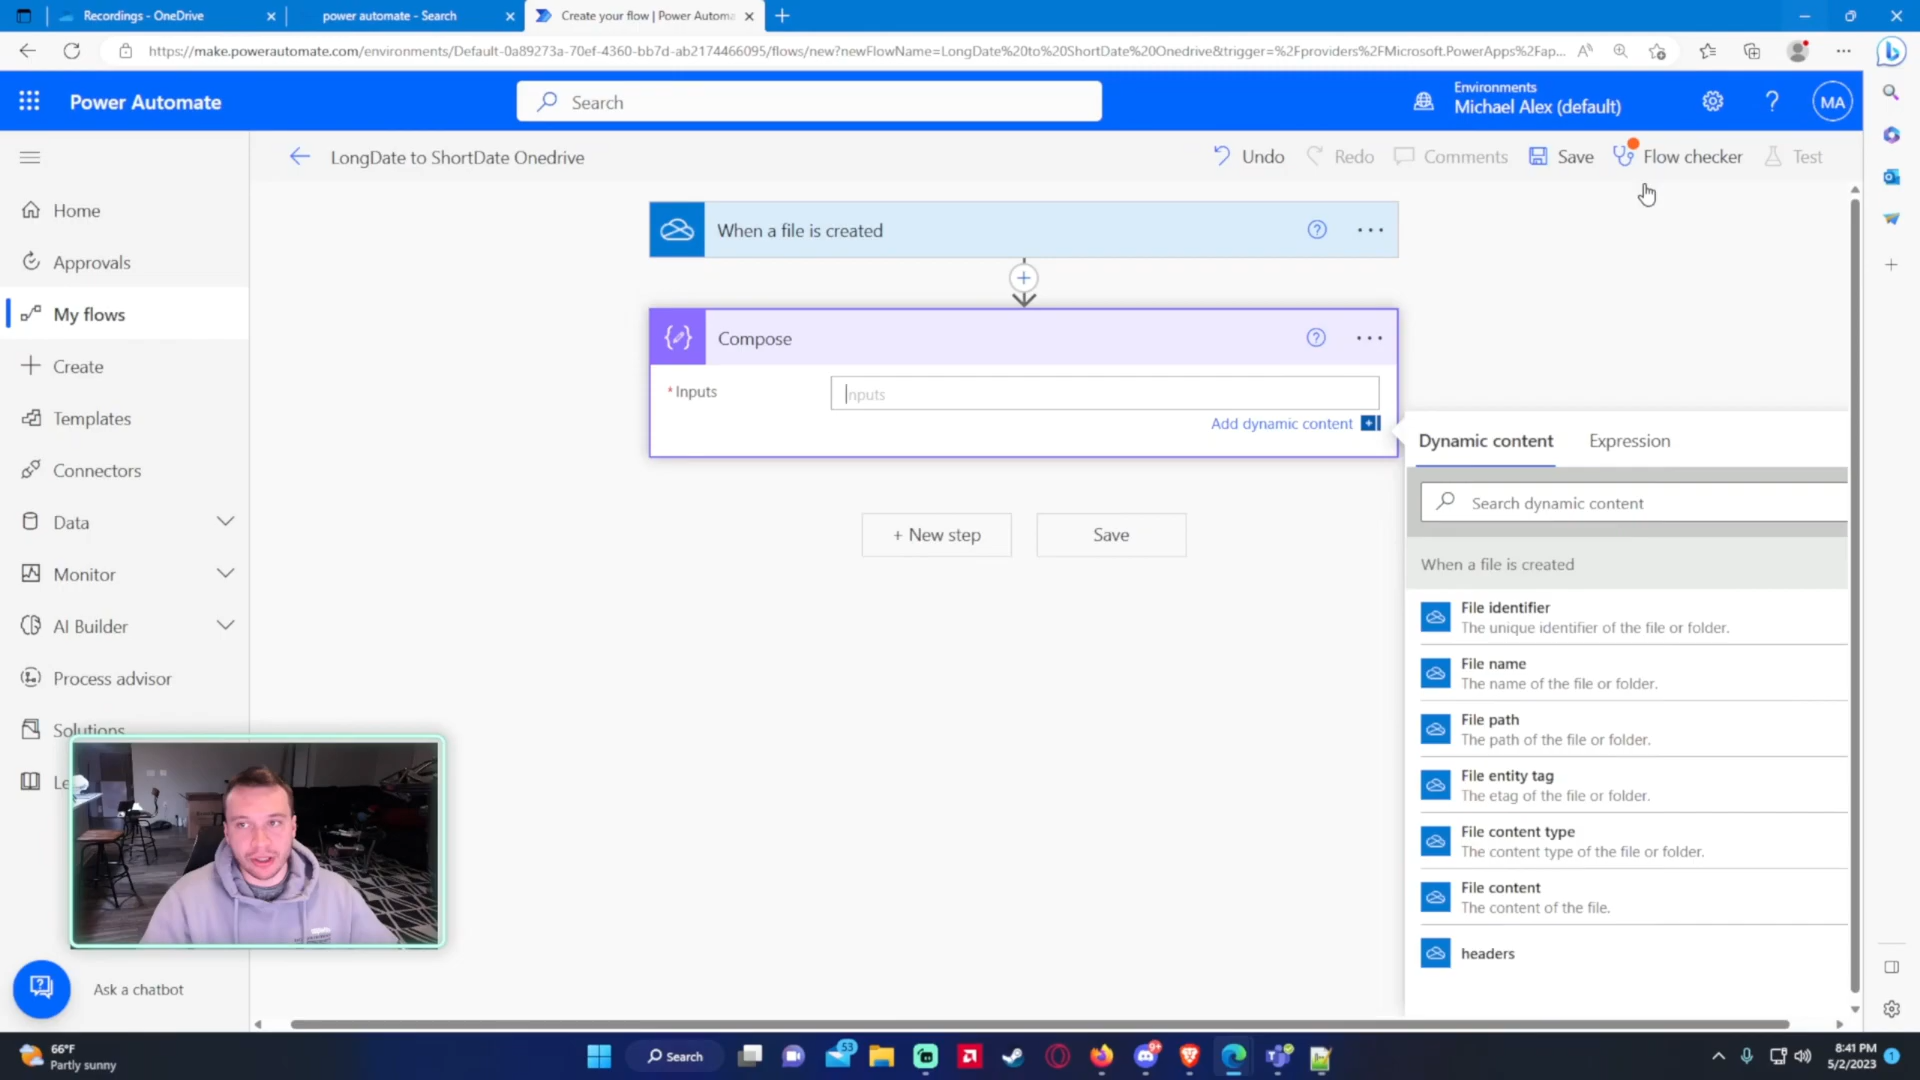 Recordings - OneDrive
power automate - Search
Create your flow | Power Automa
https://make.powerautomate.com/environments/Default-0a89273a-70ef-4360-bb7d-ab2174466095/flows/new?newFlowName=LongDate%20to%20ShortDate%20Onedrive&trigger=%2Fproviders%2FMicrosoft.PowerApps%2Fap...
Power Automate
Search
Environments
Michael Alex (default)
MA
LongDate to ShortDate Onedrive
Undo
Redo
Comments
Save
Flow checker
Test
Home
Approvals
My flows
Create
Templates
Connectors
Data
Monitor
AI Builder
Process advisor
Solutions
Le
Ask a chatbot
When a file is created
Compose
* Inputs
Inputs
Add dynamic content
+ New step
Save
Dynamic content
Expression
Search dynamic content
When a file is created
File identifier
The unique identifier of the file or folder.
File name
The name of the file or folder.
File path
The path of the file or folder.
File entity tag
The etag of the file or folder.
File content type
The content type of the file or folder.
File content
The content of the file.
headers
66°F
Partly sunny
Search
53
9+
8:41 PM
5/2/2023
1